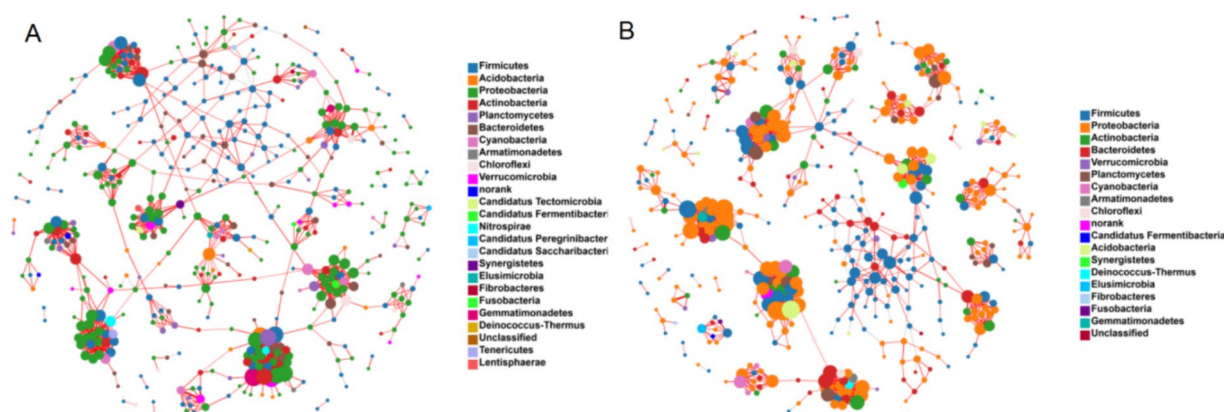 A
Firmicutes
Acidobacteria
Proteobacteria
Actinobacteria
Planctomycetes
Bacteroidetes
Cyanobacteria
Armatimonadetes
Chloroflexi
Verrucomicrobia
norank
Candidatus Tectomicrobia
Candidatus Fermentibacteri
Nitrospirae
Candidatus Peregrinibacter
Candidatus Saccharibacteri
Synergistetes
Elusimicrobia
Fibrobacteres
Fusobacteria
Gemmatimonadetes
Deinococcus-Thermus
Unclassified
Tenericutes
Lentisphaerae
B
Firmicutes
Proteobacteria
Actinobacteria
Bacteroidetes
Verrucomicrobia
Planctomycetes
Cyanobacteria
Armatimonadetes
Chloroflexi
norank
Candidatus Fermentibacteria
Acidobacteria
Synergistetes
Deinococcus-Thermus
Elusimicrobia
Fibrobacteres
Fusobacteria
Gemmatimonadetes
Unclassified